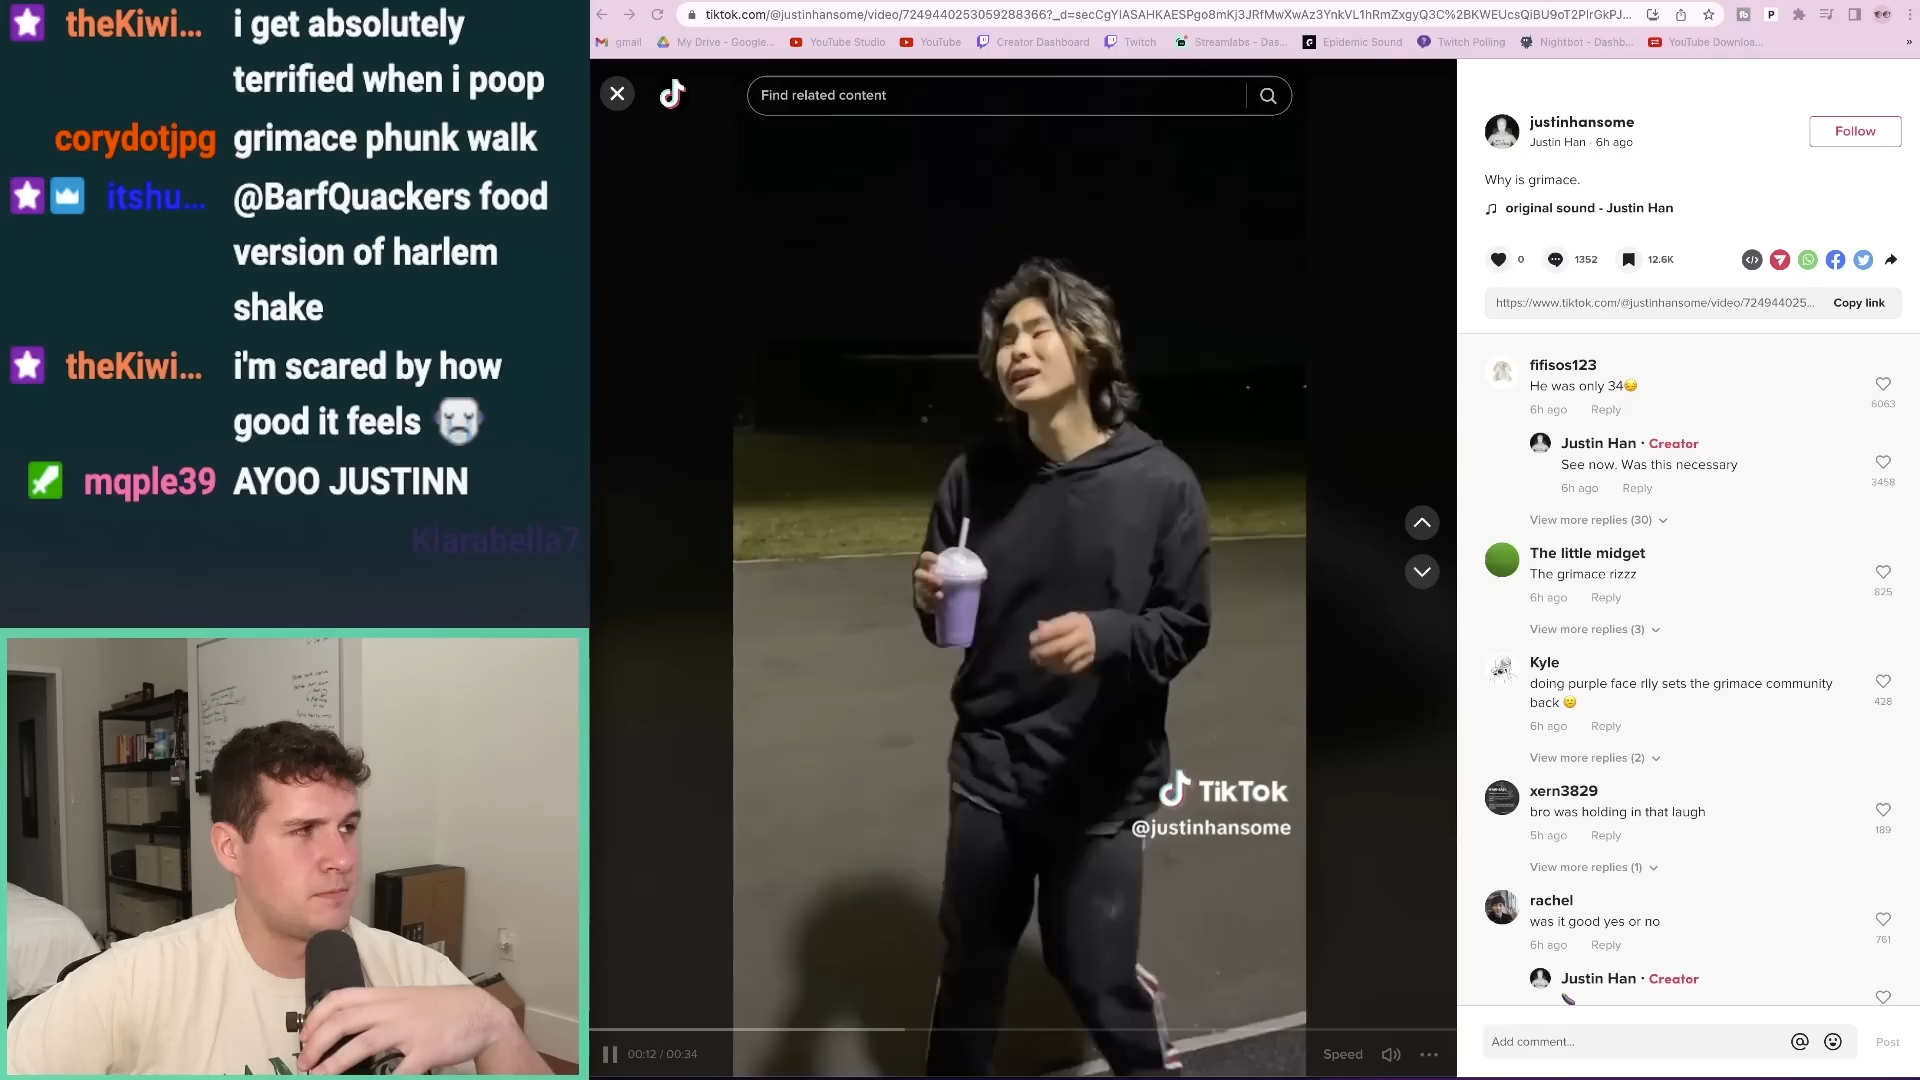 theKiwi... i get absolutely
terrified when i poop
corydotjpg grimace phunk walk
itshu... @BarfQuackers food
version of harlem
shake
theKiwi... i'm scared by how
good it feels
mqple39 AYOO JUSTINN
Klarabella7
tiktok.com/@justinhansome/video/7249440253059288366?_d=secCgYIASAHKAESPgo8mKj3JRfMwXwAz3YnkVL1hRmZxgyQ3C%2BKWEUcsQiBU9oT2PlrGkPJ...
gmail
My Drive - Google...
YouTube Studio
YouTube
Creator Dashboard
Twitch
Streamlabs - Das...
Epidemic Sound
Twitch Polling
Nightbot - Dashb...
YouTube Downloa...
»
Find related content
TikTok
@justinhansome
00:12 / 00:34
Speed
justinhansome
Justin Han · 6h ago
Follow
Why is grimace.
original sound - Justin Han
0
1352
12.6K
https://www.tiktok.com/@justinhansome/video/724944025...
Copy link
fifisos123
He was only 34😔
6h ago Reply
6063
Justin Han · Creator
See now. Was this necessary
6h ago Reply
3458
View more replies (30)
The little midget
The grimace rizzz
6h ago Reply
825
View more replies (3)
Kyle
doing purple face rlly sets the grimace community
back 😕
6h ago Reply
428
View more replies (2)
xern3829
bro was holding in that laugh
5h ago Reply
189
View more replies (1)
rachel
was it good yes or no
6h ago Reply
761
Justin Han · Creator
🍆
Add comment...
Post